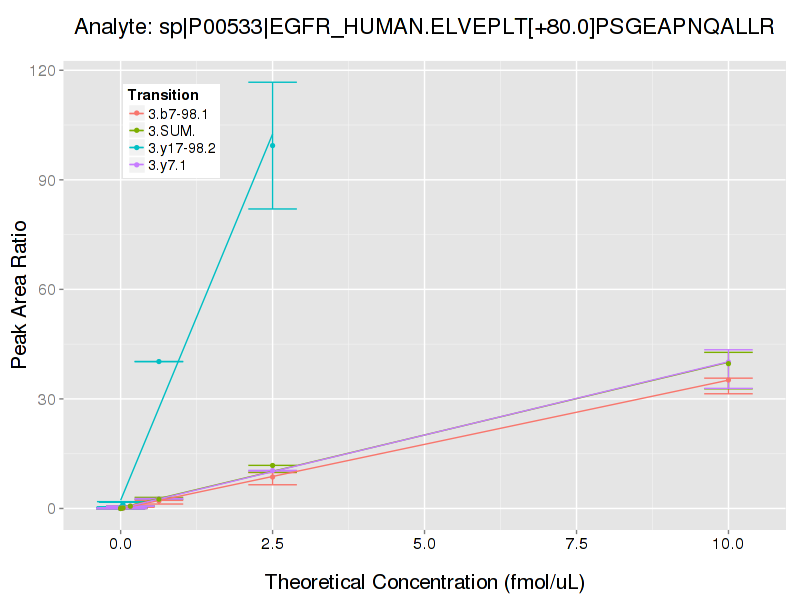 Analyte: sp|P00533|EGFR_HUMAN.ELVEPLT[+80.0]PSGEAPNQALLR
120
90
60
30
0
Peak Area Ratio
Transition
3.b7-98.1
3.SUM.
3.y17-98.2
3.y7.1
0.0 2.5 5.0 7.5 10.0
Theoretical Concentration (fmol/uL)